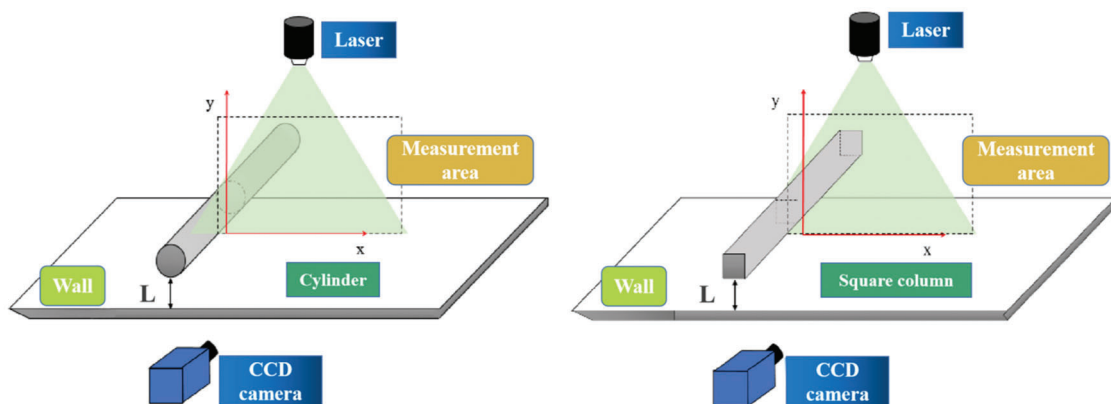 Laser
y
Measurement
area
x
Wall
L
Cylinder
CCD
camera
Laser
y
Measurement
area
x
Wall
L
Square column
CCD
camera